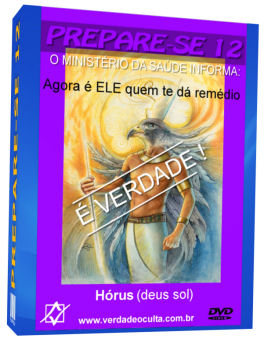 PREPARE-SE 12
O MINISTÉRIO DA SAÚDE INFORMA:
Agora é ELE quem te dá remédio
É VERDADE!
Hórus (deus sol)
DVD
www.verdadeoculta.com.br
PREPARE-SE 12